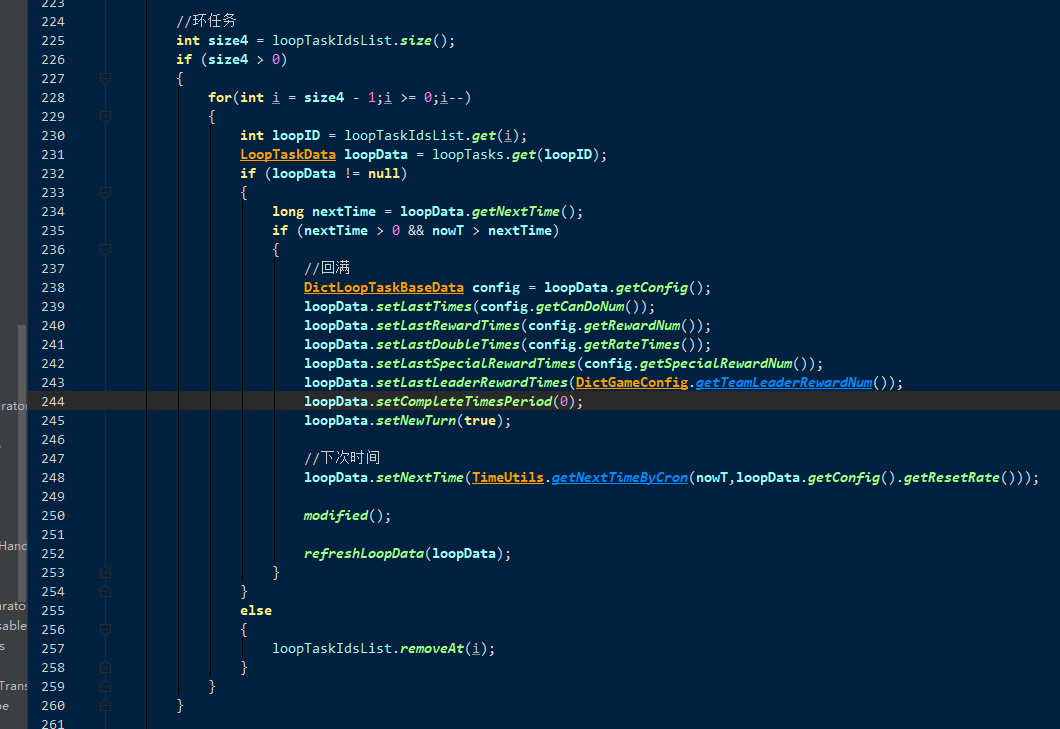 223
224 //环任务
225 int size4 = loopTaskIdsList.size();
226 if (size4 > 0)
227 {
228 for(int i = size4 - 1;i >= 0;i--)
229 {
230 int loopID = loopTaskIdsList.get(i);
231 LoopTaskData loopData = loopTasks.get(loopID);
232 if (loopData != null)
233 {
234 long nextTime = loopData.getNextTime();
235 if (nextTime > 0 && nowT > nextTime)
236 {
237 //回满
238 DictLoopTaskBaseData config = loopData.getConfig();
239 loopData.setLastTimes(config.getCanDoNum());
240 loopData.setLastRewardTimes(config.getRewardNum());
241 loopData.setLastDoubleTimes(config.getRateTimes());
242 loopData.setLastSpecialRewardTimes(config.getSpecialRewardNum());
243 loopData.setLastLeaderRewardTimes(DictGameConfig.getTeamLeaderRewardNum());
rato 244 loopData.setCompleteTimesPeriod(0);
245 loopData.setNewTurn(true);
246
247 //下次时间
248 loopData.setNextTime(TimeUtils.getNextTimeByCron(nowT,loopData.getConfig().getResetRate()));
249
250 modified();
251
Hand
252 refreshLoopData(loopData);
253 }
254 }
rato 255 else
sable 256 {
s 257 loopTaskIdsList.removeAt(i);
258 }
Trans 259 }
pe 260 }
261